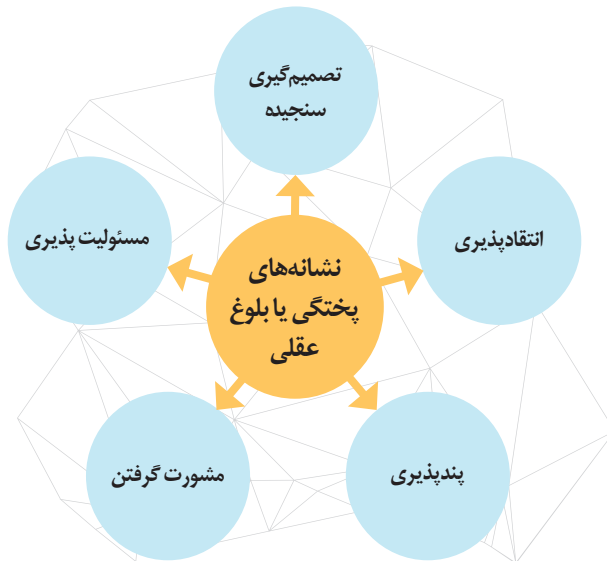 تصمیم‌گیری
سنجیده
انتقادپذیری
مسئولیت پذیری
نشانه‌های
پختگی یا بلوغ
عقلی
پندپذیری
مشورت گرفتن